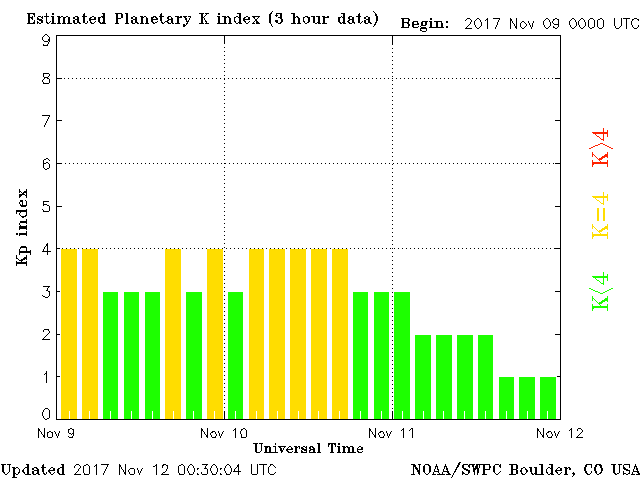 Estimated Planetary K index (3 hour data) Begin: 2017 Nov 09 0000 UTC
9
8
7
6
5
4
3
2
1
0
Kp index
K<4 K=4 K>4
Nov 9 Nov 10 Nov 11 Nov 12
Universal Time
Updated 2017 Nov 12 00:30:04 UTC NOAA/SWPC Boulder, CO USA